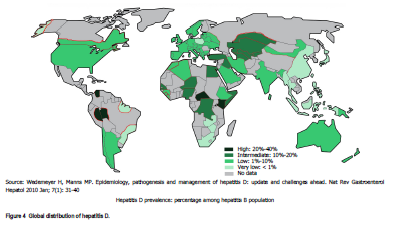 High: 20%-40%
Intermediate: 10%-20%
Low: 1%-10%
Very low: < 1%
No data
Source: Wedemeyer H, Manns MP. Epidemiology, pathogenesis and management of hepatitis D: update and challenges ahead. Nat Rev Gastroenterol
Hepatol 2010 Jan; 7(1): 31-40
Hepatitis D prevalence: percentage among hepatitis B population
Figure 4 Global distribution of hepatitis D.